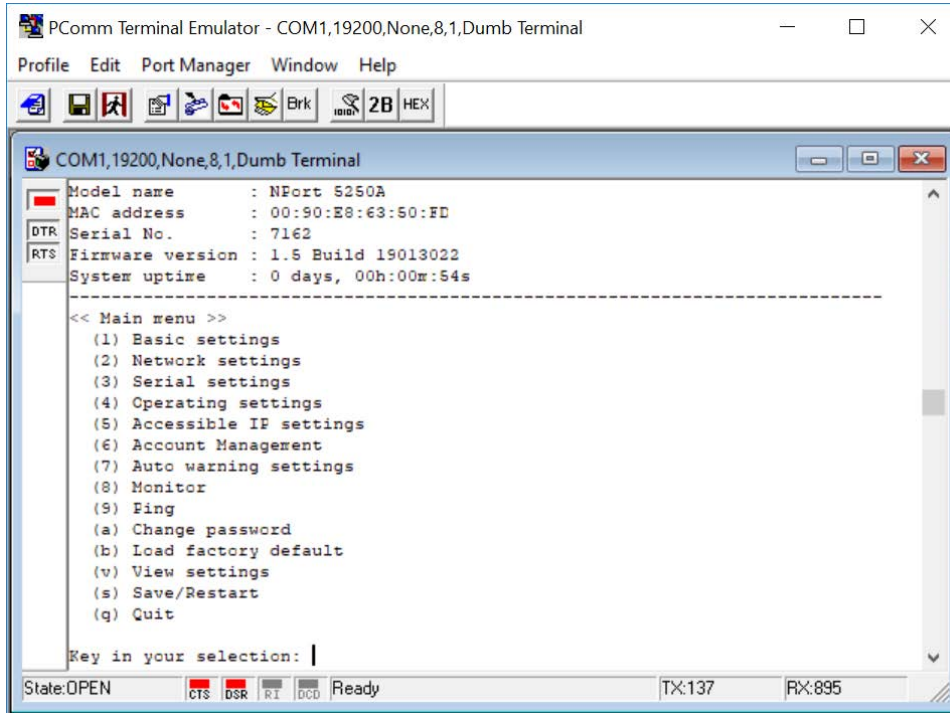 PComm Terminal Emulator - COM1,19200,None,8,1,Dumb Terminal
Profile Edit Port Manager Window Help
Brk 2B HEX
COM1,19200,None,8,1,Dumb Terminal
DTR
RTS
Model name : NPort 5250A
MAC address : 00:90:E8:63:50:FD
Serial No. : 7162
Firmware version : 1.5 Build 19013022
System uptime : 0 days, 00h:00m:54s
--------------------------------------------------------------------------
<< Main menu >>
(1) Basic settings
(2) Network settings
(3) Serial settings
(4) Operating settings
(5) Accessible IP settings
(6) Account Management
(7) Auto warning settings
(8) Monitor
(9) Ping
(a) Change password
(b) Load factory default
(v) View settings
(s) Save/Restart
(q) Quit
Key in your selection:
State:OPEN CTS DSR RI DCD Ready TX:137 RX:895